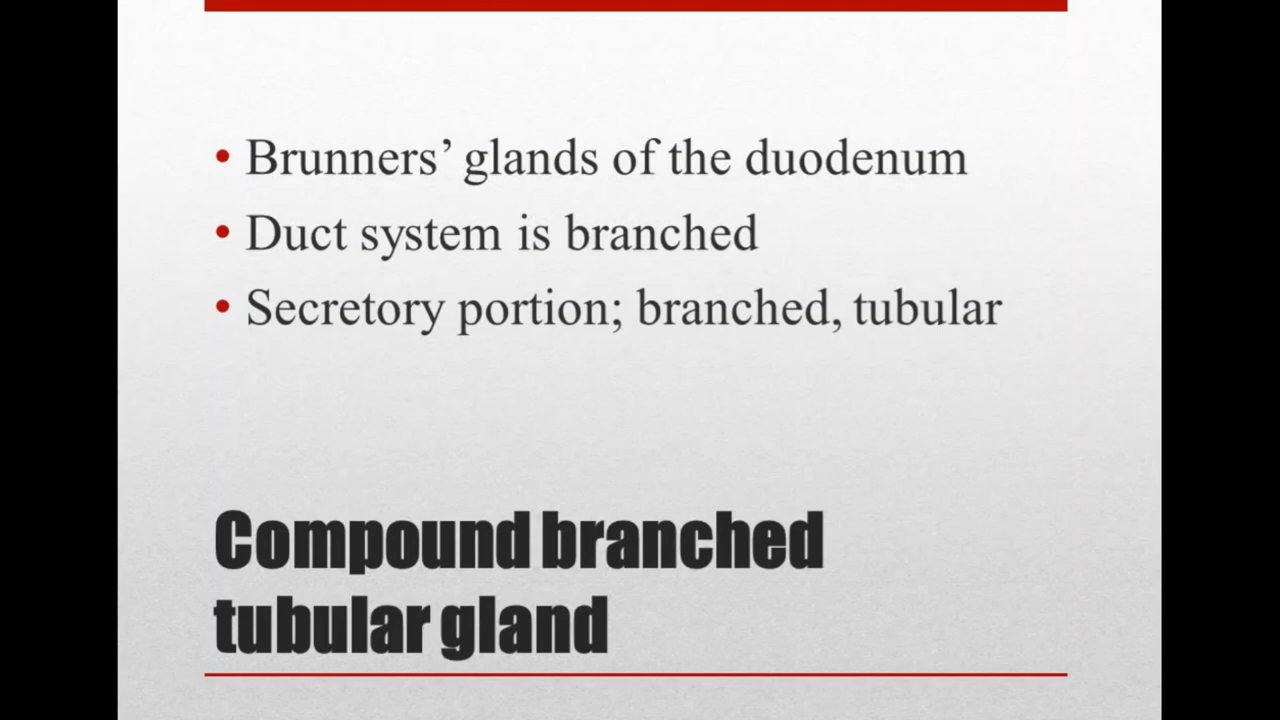 • Brunners’ glands of the duodenum
• Duct system is branched
• Secretory portion; branched, tubular
Compound branched
tubular gland